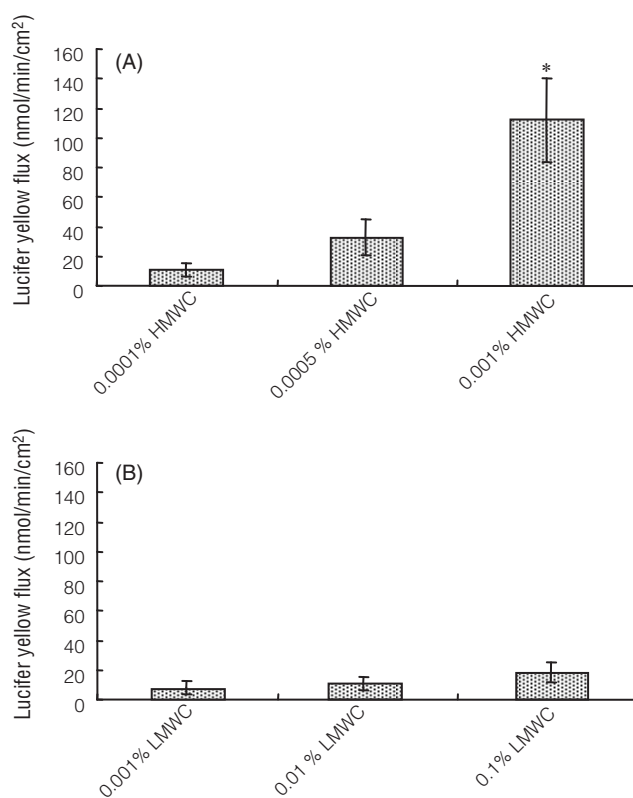 (A)
Lucifer yellow flux (nmol/min/cm²)
160
140
120
100
80
60
40
20
0
*
0.0001% HMWC
0.0005 % HMWC
0.001% HMWC
(B)
Lucifer yellow flux (nmol/min/cm²)
160
140
120
100
80
60
40
20
0
0.001% LMWC
0.01 % LMWC
0.1% LMWC